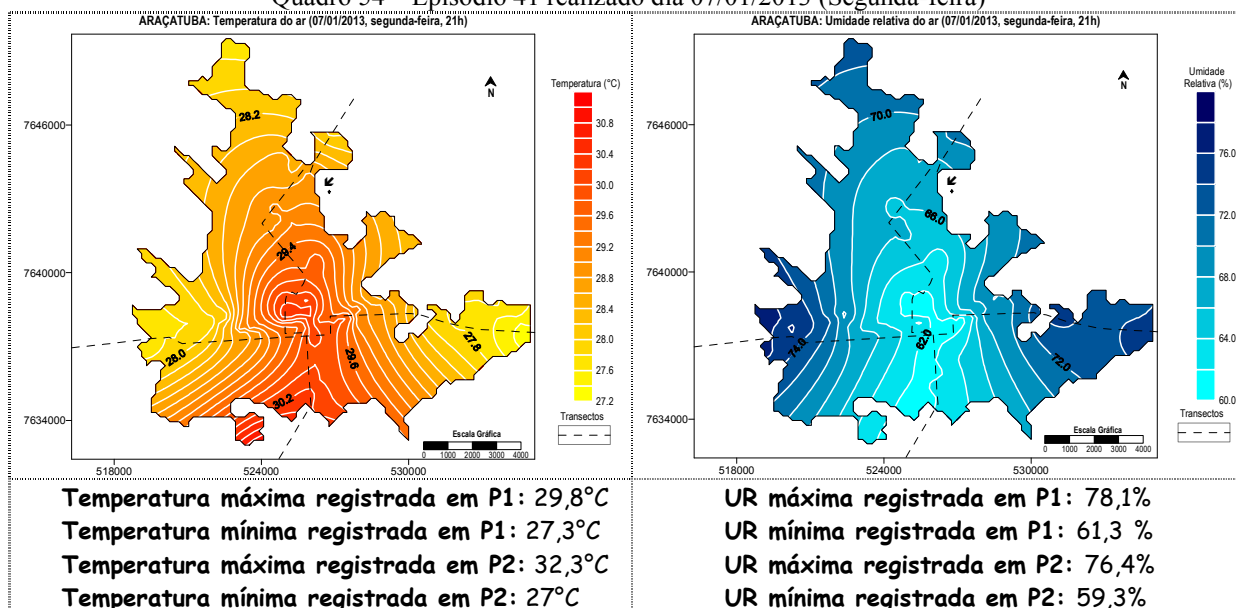 Quadro 54 – Episódio 41 realizado dia 07/01/2013 (Segunda-feira)
ARAÇATUBA: Temperatura do ar (07/01/2013, segunda-feira, 21h)
Temperatura (°C)
N
30.8
30.4
30.0
29.6
29.2
28.8
28.4
28.0
27.6
27.2
Transectos
7646000
7640000
7634000
28.2
29.4
28.0
29.6
27.8
30.2
Escala Gráfica
0 1000 2000 3000 4000
518000 524000 530000
ARAÇATUBA: Umidade relativa do ar (07/01/2013, segunda-feira, 21h)
Umidade
Relativa (%)
N
76.0
72.0
68.0
64.0
60.0
Transectos
7646000
7640000
7634000
70.0
66.0
74.0
62.0
72.0
Escala Gráfica
0 1000 2000 3000 4000
518000 524000 530000
Temperatura máxima registrada em P1: 29,8°C
Temperatura mínima registrada em P1: 27,3°C
Temperatura máxima registrada em P2: 32,3°C
Temperatura mínima registrada em P2: 27°C
UR máxima registrada em P1: 78,1%
UR mínima registrada em P1: 61,3 %
UR máxima registrada em P2: 76,4%
UR mínima registrada em P2: 59,3%